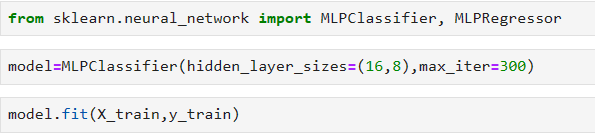 from sklearn.neural_network import MLPClassifier, MLPRegressor
model=MLPClassifier(hidden_layer_sizes=(16,8),max_iter=300)
model.fit(X_train,y_train)